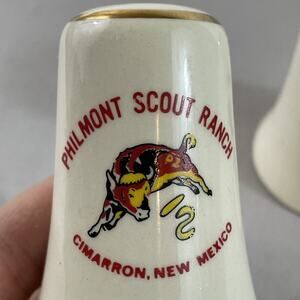 PHILMONT SCOUT RANCH
CIMARRON, NEW MEXICO